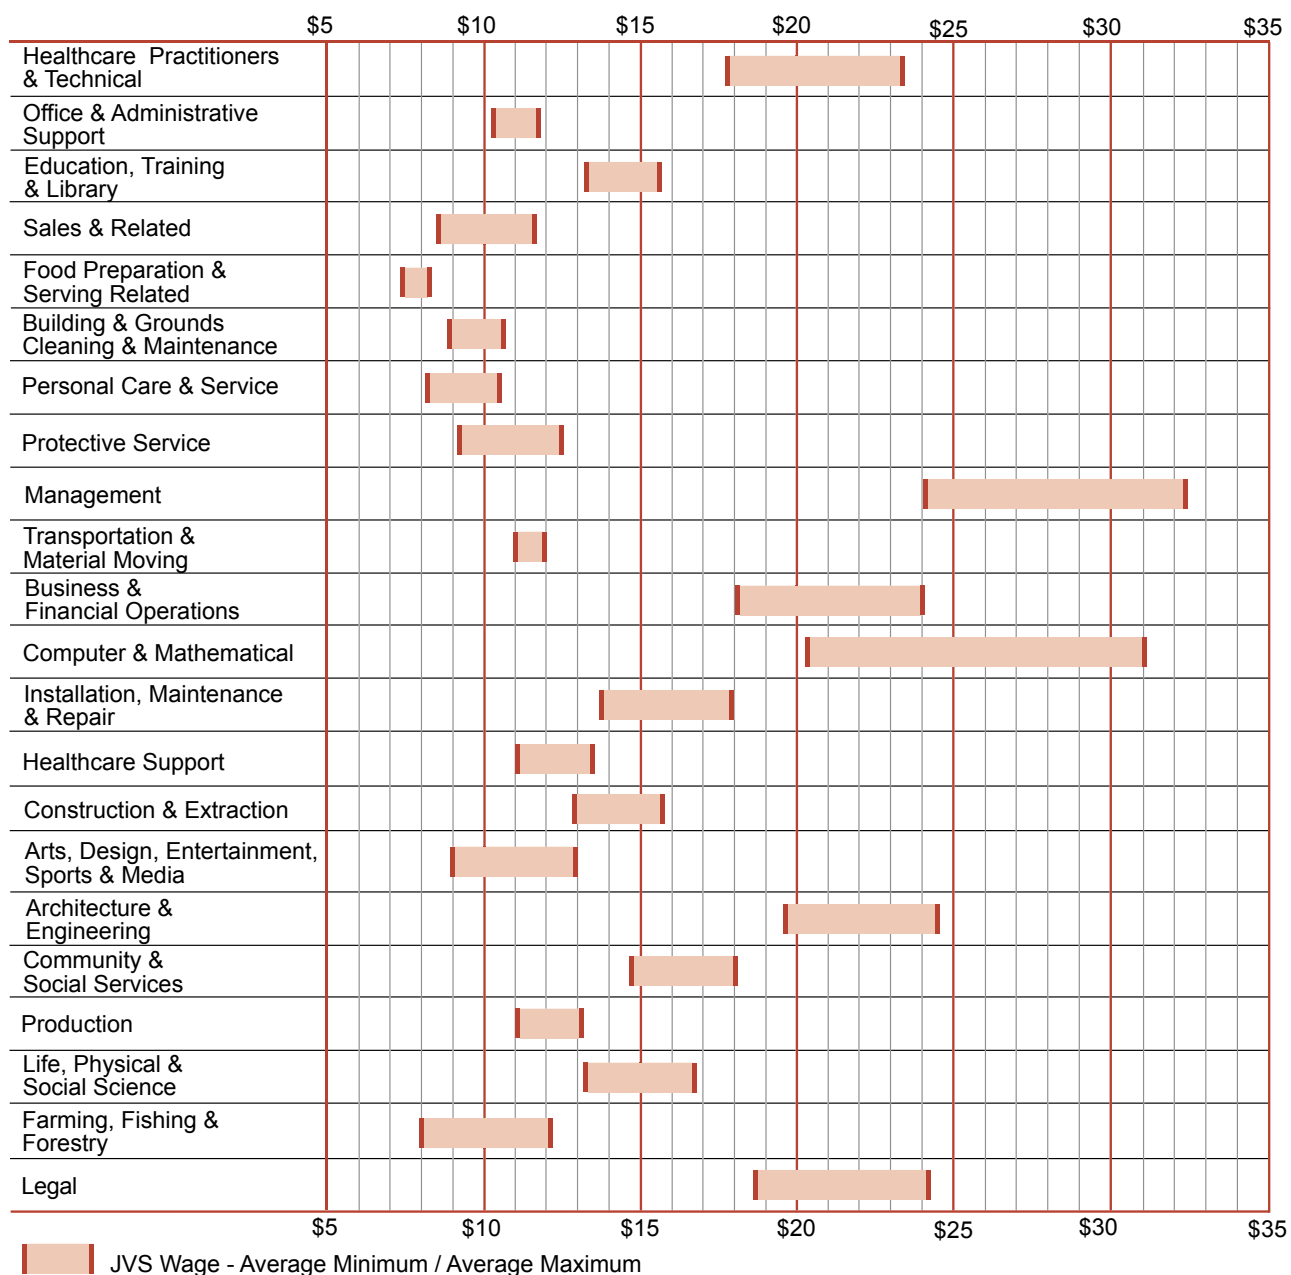 $5 $10 $15 $20 $25 $30 $35
Healthcare Practitioners
& Technical
Office & Administrative
Support
Education, Training
& Library
Sales & Related
Food Preparation &
Serving Related
Building & Grounds
Cleaning & Maintenance
Personal Care & Service
Protective Service
Management
Transportation &
Material Moving
Business &
Financial Operations
Computer & Mathematical
Installation, Maintenance
& Repair
Healthcare Support
Construction & Extraction
Arts, Design, Entertainment,
Sports & Media
Architecture &
Engineering
Community &
Social Services
Production
Life, Physical &
Social Science
Farming, Fishing &
Forestry
Legal
$5 $10 $15 $20 $25 $30 $35
JVS Wage - Average Minimum / Average Maximum